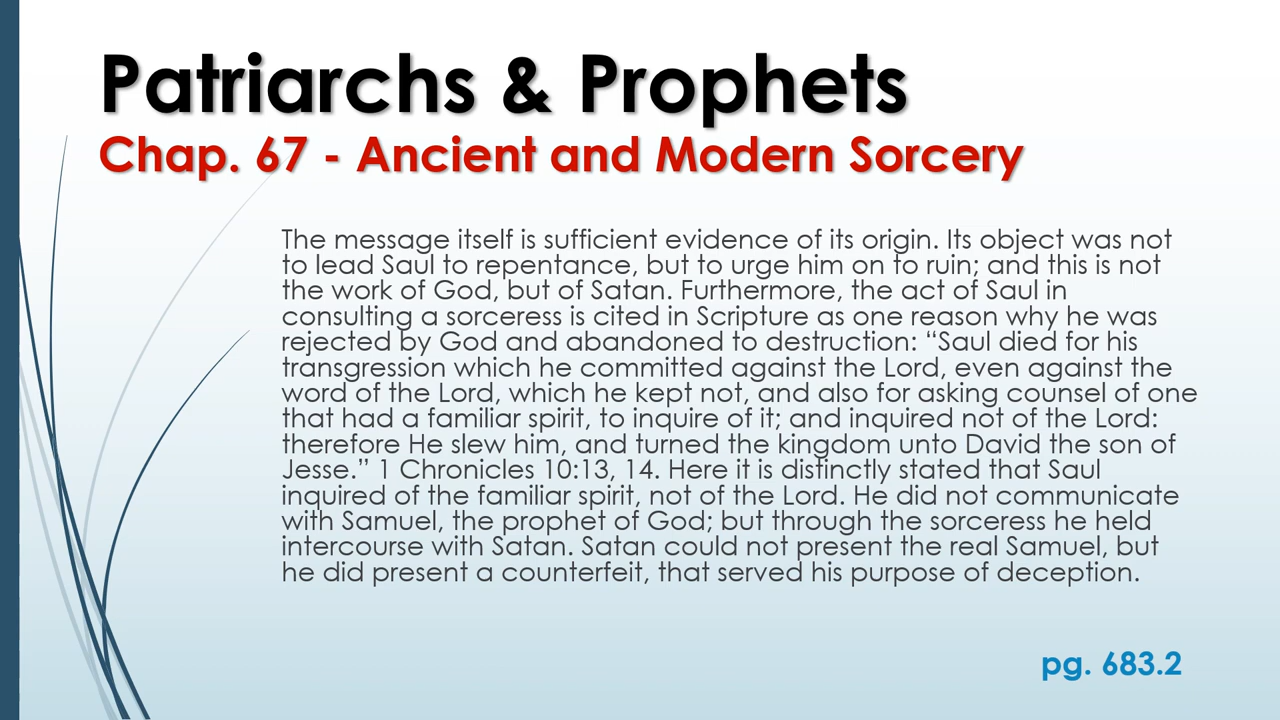 Patriarchs & Prophets
Chap. 67 - Ancient and Modern Sorcery
The message itself is sufficient evidence of its origin. Its object was not
to lead Saul to repentance, but to urge him on to ruin; and this is not
the work of God, but of Satan. Furthermore, the act of Saul in
consulting a sorceress is cited in Scripture as one reason why he was
rejected by God and abandoned to destruction: “Saul died for his
transgression which he committed against the Lord, even against the
word of the Lord, which he kept not, and also for asking counsel of one
that had a familiar spirit, to inquire of it; and inquired not of the Lord:
therefore He slew him, and turned the kingdom unto David the son of
Jesse.” 1 Chronicles 10:13, 14. Here it is distinctly stated that Saul
inquired of the familiar spirit, not of the Lord. He did not communicate
with Samuel, the prophet of God; but through the sorceress he held
intercourse with Satan. Satan could not present the real Samuel, but
he did present a counterfeit, that served his purpose of deception.
pg. 683.2